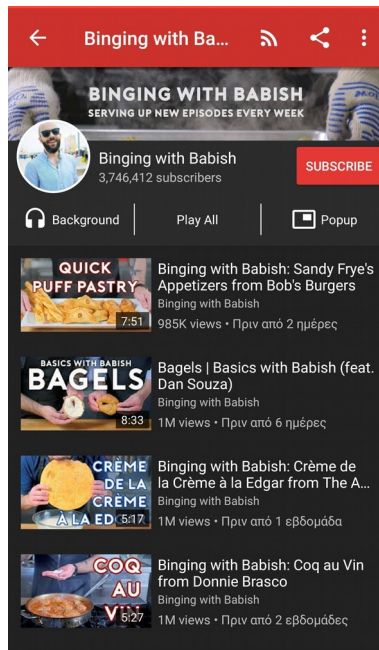 Binging with Ba...
BINGING WITH BABISH
SERVING UP NEW EPISODES EVERY WEEK
Binging with Babish
3,746,412 subscribers
SUBSCRIBE
Background
Play All
Popup
QUICK
PUFF PASTRY
7:51
Binging with Babish: Sandy Frye's
Appetizers from Bob's Burgers
Binging with Babish
985K views • Πριν από 2 ημέρες
BASICS WITH BABISH
BAGELS
8:33
Bagels | Basics with Babish (feat.
Dan Souza)
Binging with Babish
1M views • Πριν από 6 ημέρες
CRÈME
DE LA
CRÈME
À LA ED
5:17
Binging with Babish: Crème de
la Crème à la Edgar from The A...
Binging with Babish
1M views • Πριν από 1 εβδομάδα
COQ
AU
VIN
5:27
Binging with Babish: Coq au Vin
from Donnie Brasco
Binging with Babish
1M views • Πριν από 2 εβδομάδες